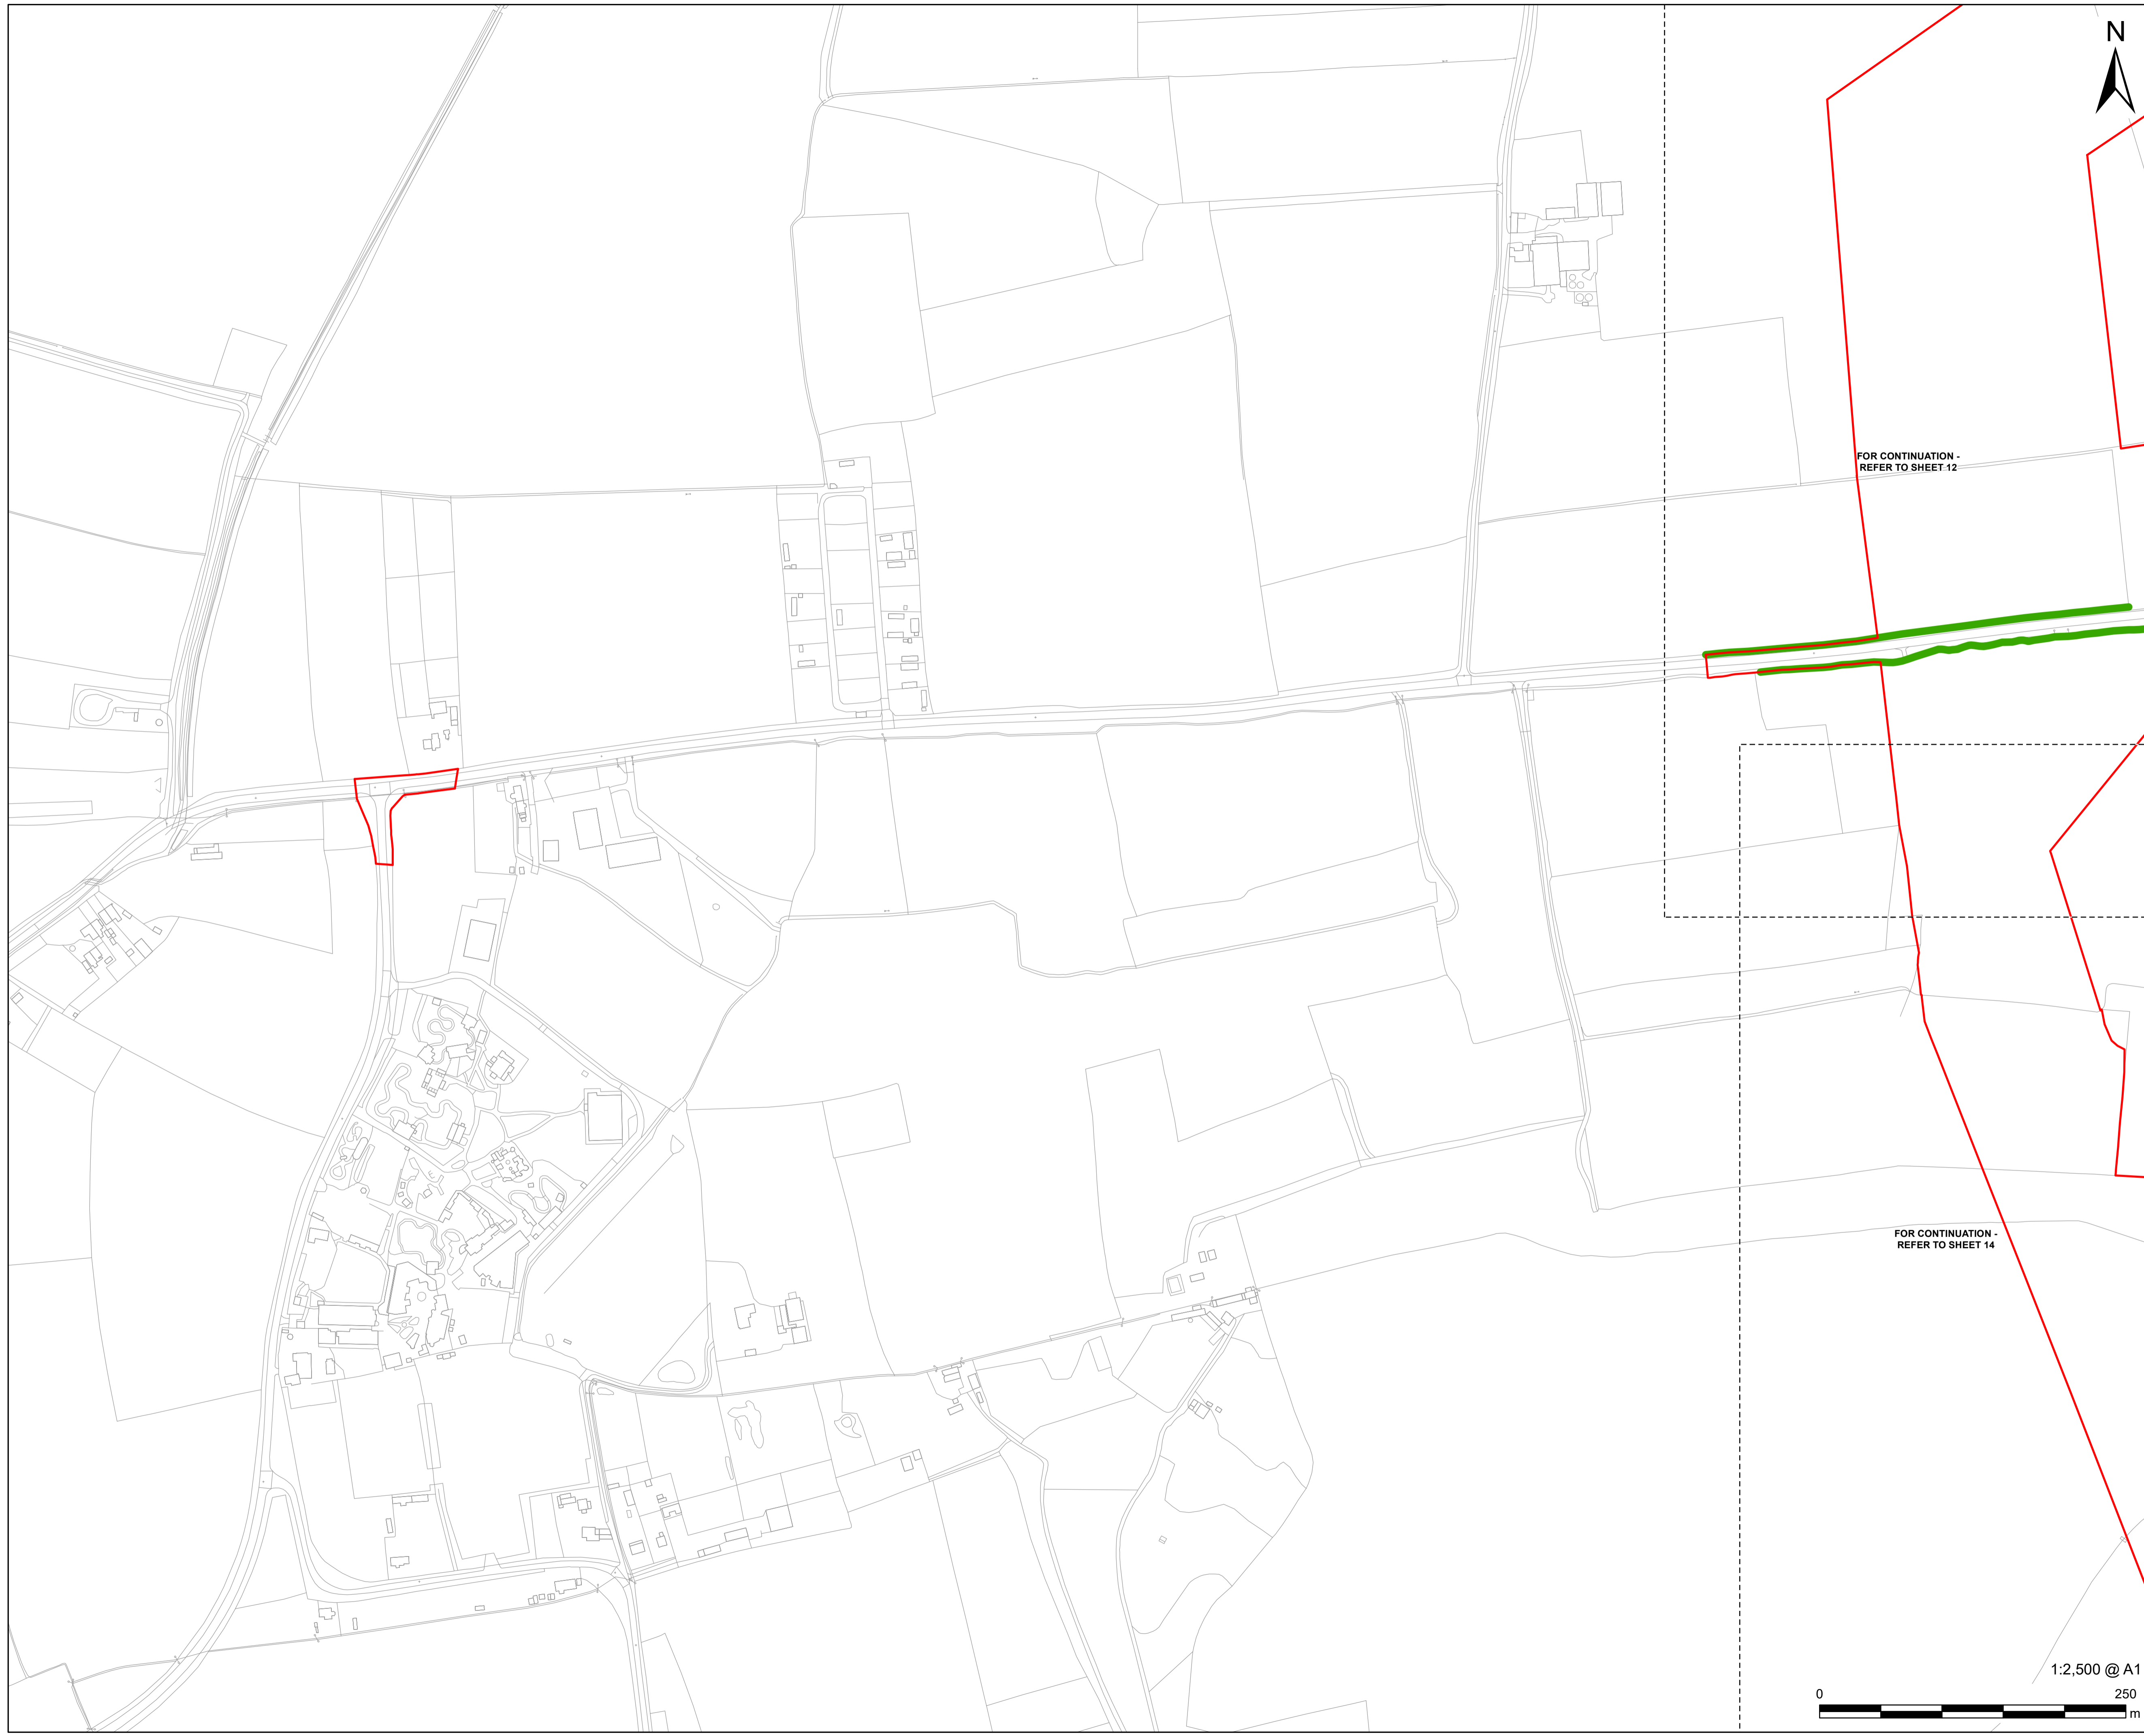 N
FOR CONTINUATION -
REFER TO SHEET 12
FOR CONTINUATION -
REFER TO SHEET 14
1:2,500 @ A1
0 250
m